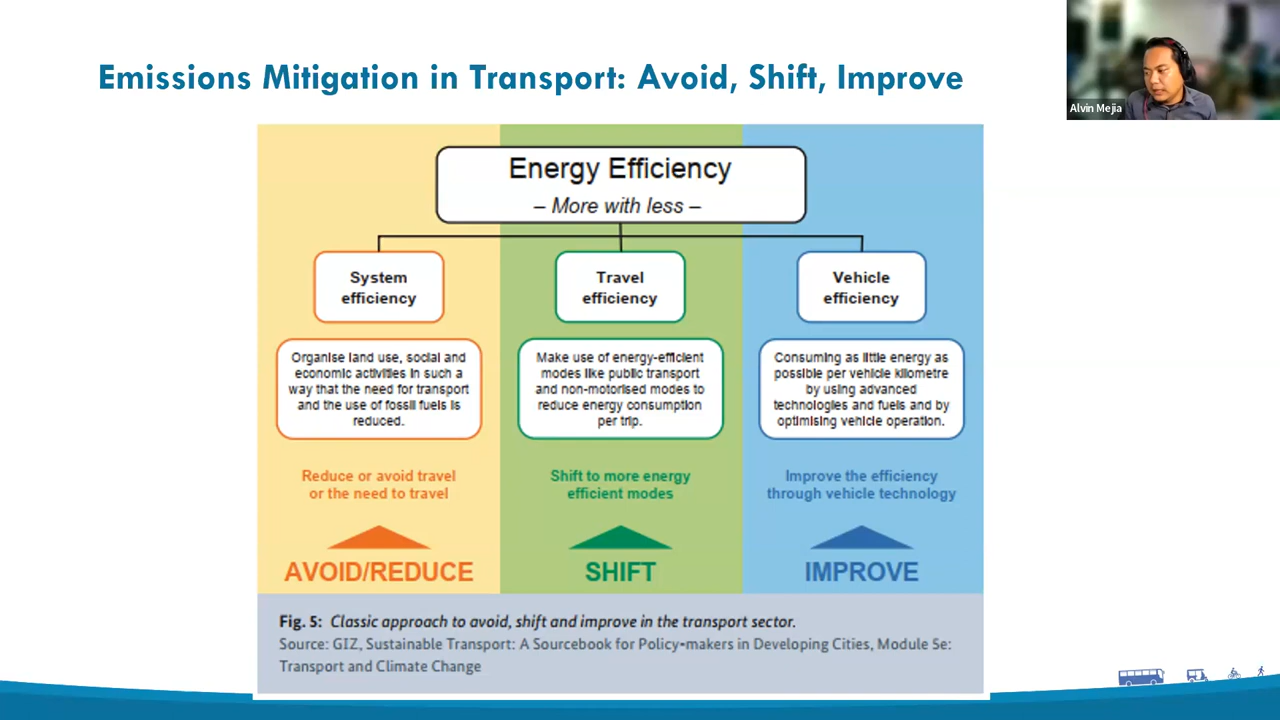 Emissions Mitigation in Transport: Avoid, Shift, Improve
Alvin Mejia
Energy Efficiency
– More with less –
System
efficiency
Travel
efficiency
Vehicle
efficiency
Organise land use, social and
economic activities in such a
way that the need for transport
and the use of fossil fuels is
reduced.
Make use of energy-efficient
modes like public transport
and non-motorised modes to
reduce energy consumption
per trip.
Consuming as little energy as
possible per vehicle kilometre
by using advanced
technologies and fuels and by
optimising vehicle operation.
Reduce or avoid travel
or the need to travel
Shift to more energy
efficient modes
Improve the efficiency
through vehicle technology
AVOID/REDUCE
SHIFT
IMPROVE
Fig. 5: Classic approach to avoid, shift and improve in the transport sector.
Source: GIZ, Sustainable Transport: A Sourcebook for Policy-makers in Developing Cities, Module 5e:
Transport and Climate Change